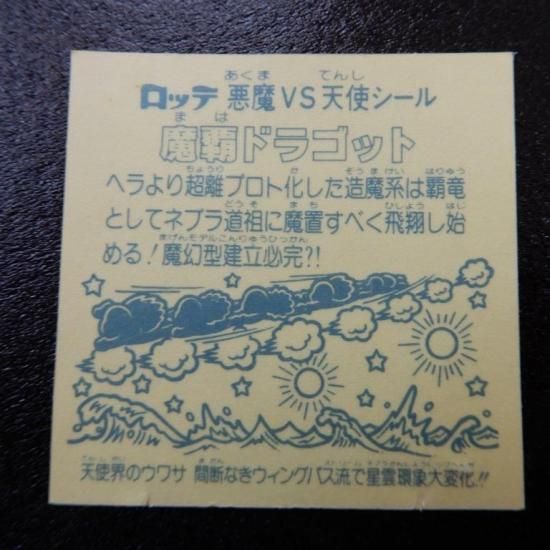 ロッテ 悪魔VS天使シール
魔覇ドラゴット
ヘラより超離プロト化した造魔系は覇竜
としてネブラ道祖に魔置すべく飛翔し始
める!魔幻型建立必完?!
天使界のウワサ 間断なきウィングパス流で星雲環象大変化!!